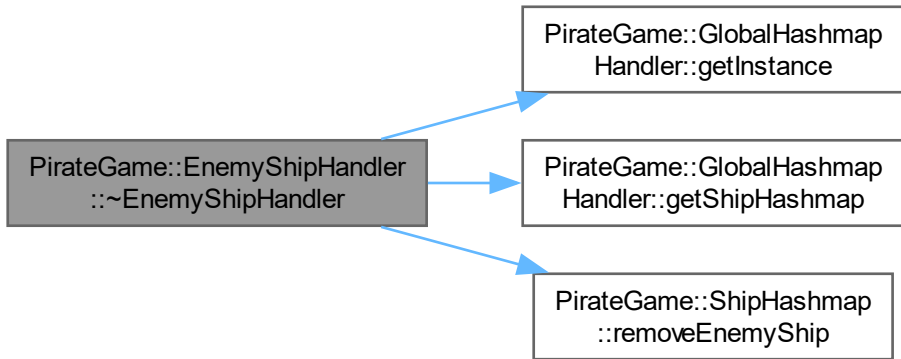 PirateGame::EnemyShipHandler
::~EnemyShipHandler
PirateGame::GlobalHashmap
Handler::getInstance
PirateGame::GlobalHashmap
Handler::getShipHashmap
PirateGame::ShipHashmap
::removeEnemyShip